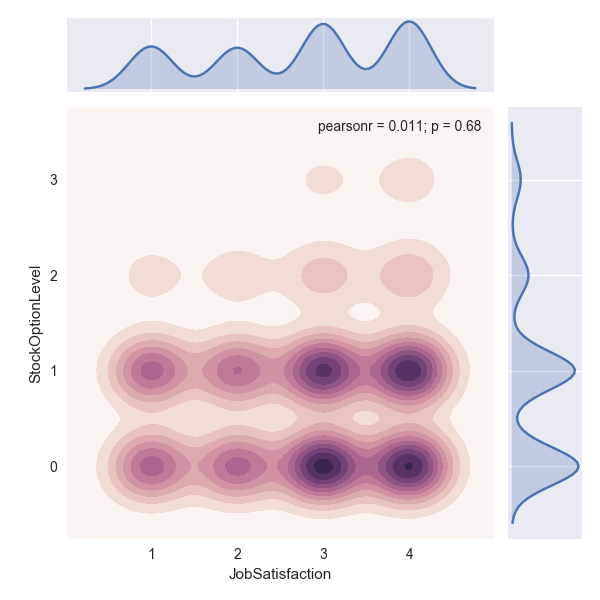 pearsonr = 0.011; p = 0.68
3
2
1
0
StockOptionLevel
1 2 3 4
JobSatisfaction